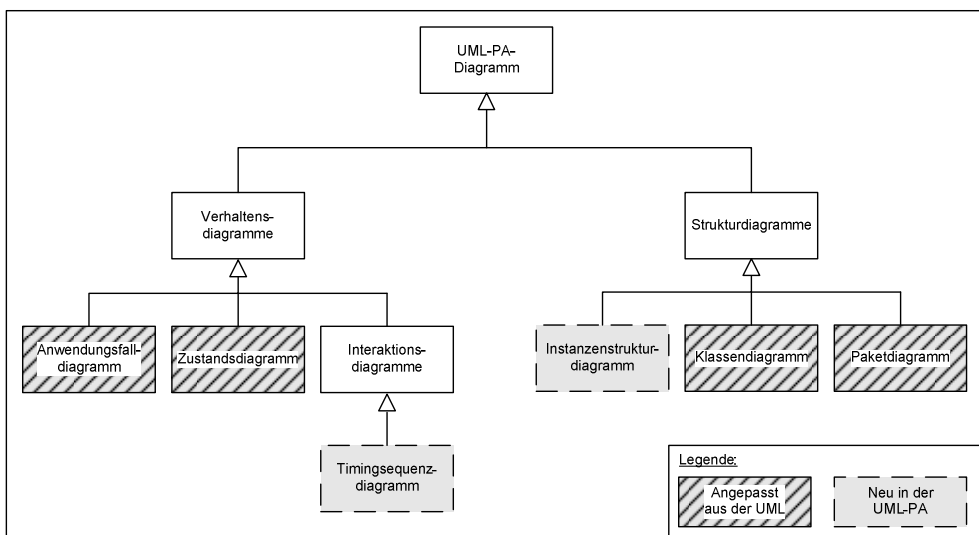 UML-PA-
Diagramm
Verhaltens-
diagramme
Strukturdiagramme
Anwendungsfall-
diagramm
Zustandsdiagramm
Interaktions-
diagramme
Instanzenstruktur-
diagramm
Klassendiagramm
Paketdiagramm
Timingsequenz-
diagramm
Legende:
Angepasst
aus der UML
Neu in der
UML-PA